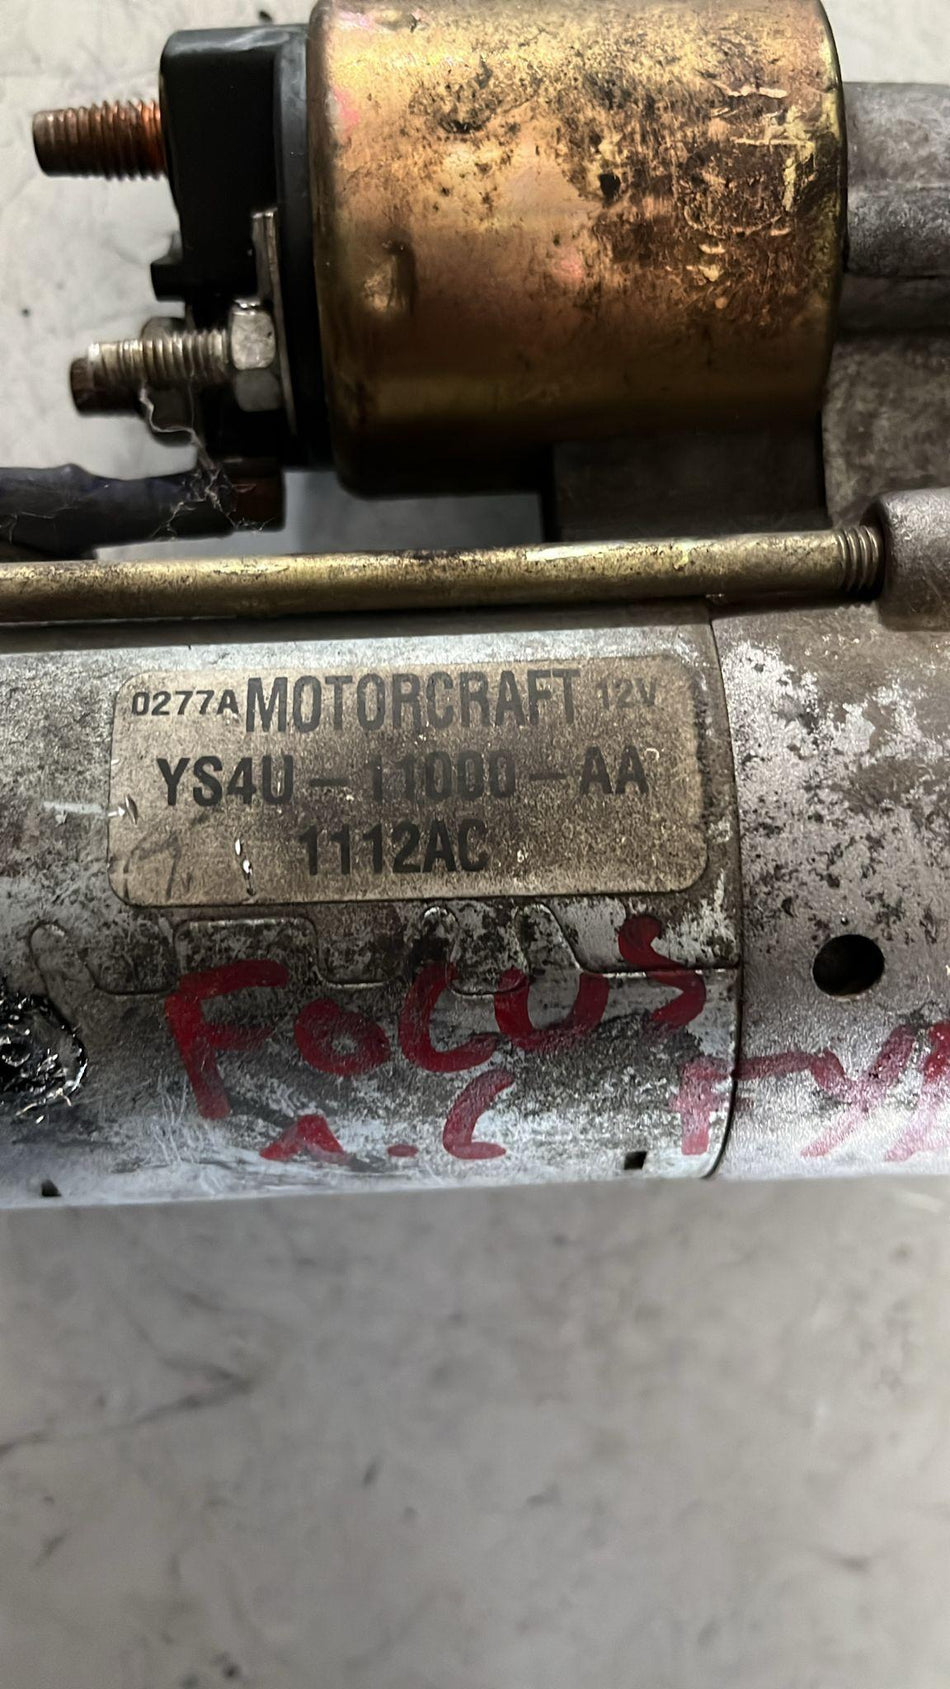 0277A MOTORCRAFT 12V
YS4U-11000-AA
1112AC
FOCUS
A.C